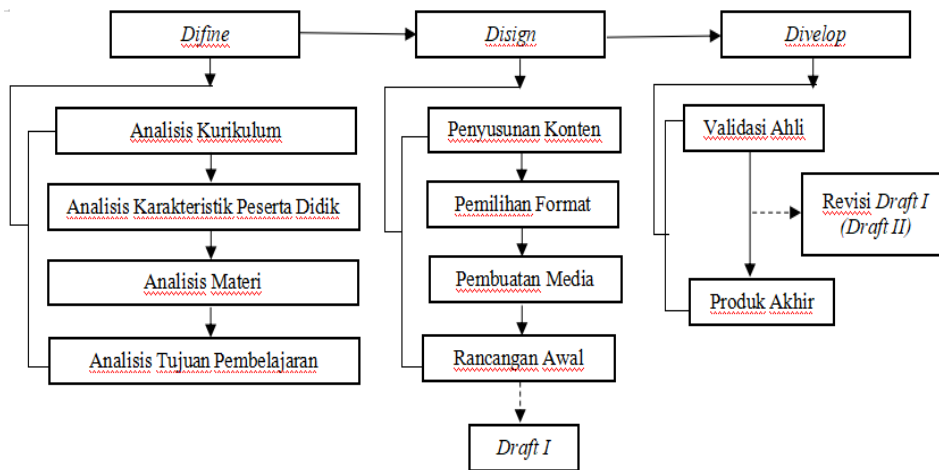 Difine
Disign
Divelop
Analisis Kurikulum
Analisis Karakteristik Peserta Didik
Analisis Materi
Analisis Tujuan Pembelajaran
Penyusunan Konten
Pemilihan Format
Pembuatan Media
Rancangan Awal
Draft I
Validasi Ahli
Revisi Draft I
(Draft II)
Produk Akhir